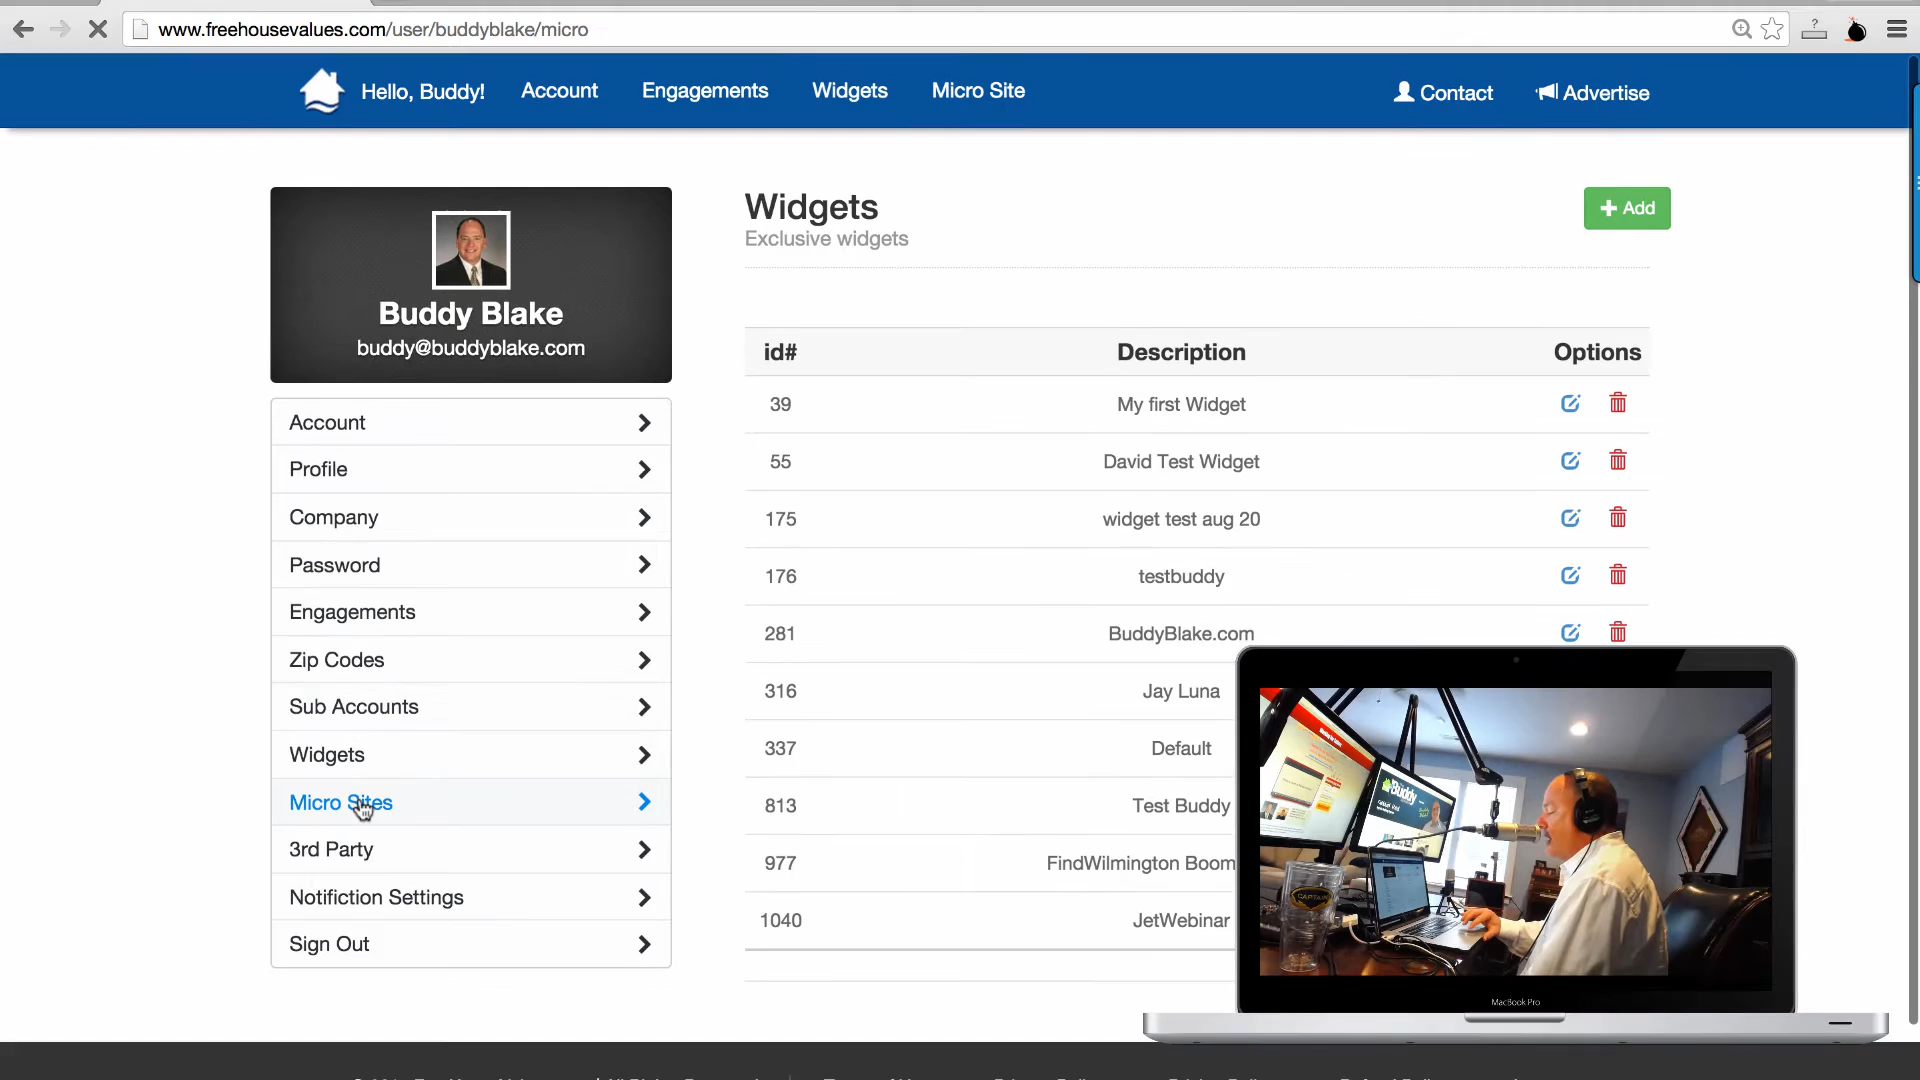 www.freehousevalues.com/user/buddyblake/micro
Hello, Buddy! Account Engagements Widgets Micro Site Contact Advertise
Buddy Blake
buddy@buddyblake.com
Account
Profile
Company
Password
Engagements
Zip Codes
Sub Accounts
Widgets
Micro Sites
3rd Party
Notifiction Settings
Sign Out
Widgets
Exclusive widgets
Add
id# Description Options
39 My first Widget
55 David Test Widget
175 widget test aug 20
176 testbuddy
281 BuddyBlake.com
316 Jay Luna
337 Default
813 Test Buddy
977 FindWilmington Boom
1040 JetWebinar
Buddy
CAPTAIN
MacBook Pro